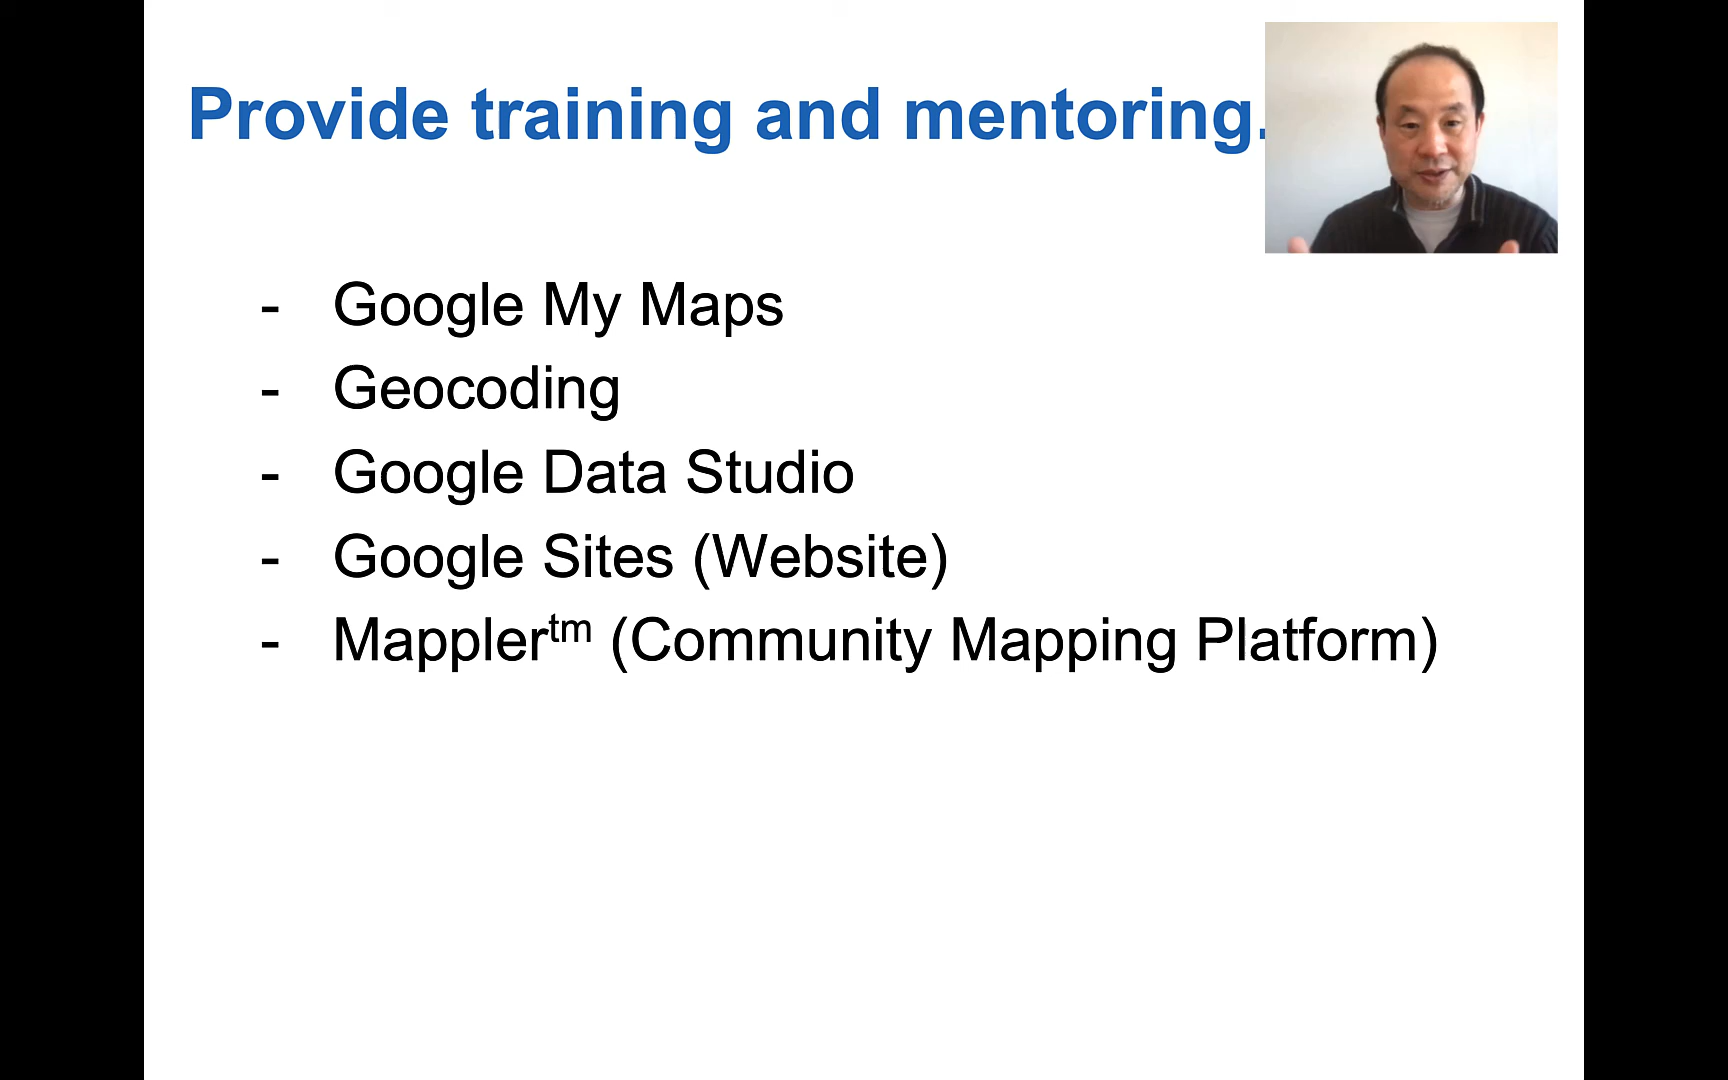 Provide training and mentoring.
- Google My Maps
- Geocoding
- Google Data Studio
- Google Sites (Website)
- Mapplertm (Community Mapping Platform)